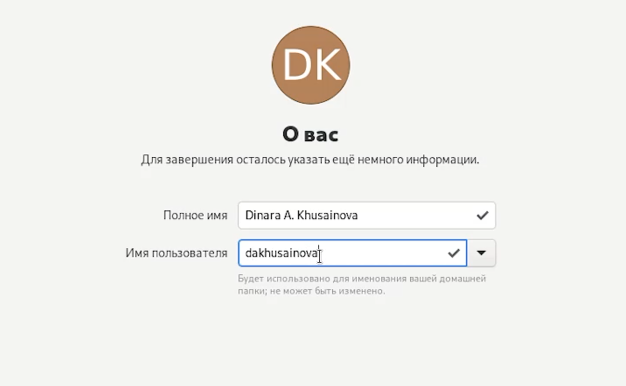 DK
О вас
Для завершения осталось указать ещё немного информации.
Полное имя Dinara A. Khusainova
Имя пользователя dakhusainova
Будет использовано для именования вашей домашней
папки; не может быть изменено.